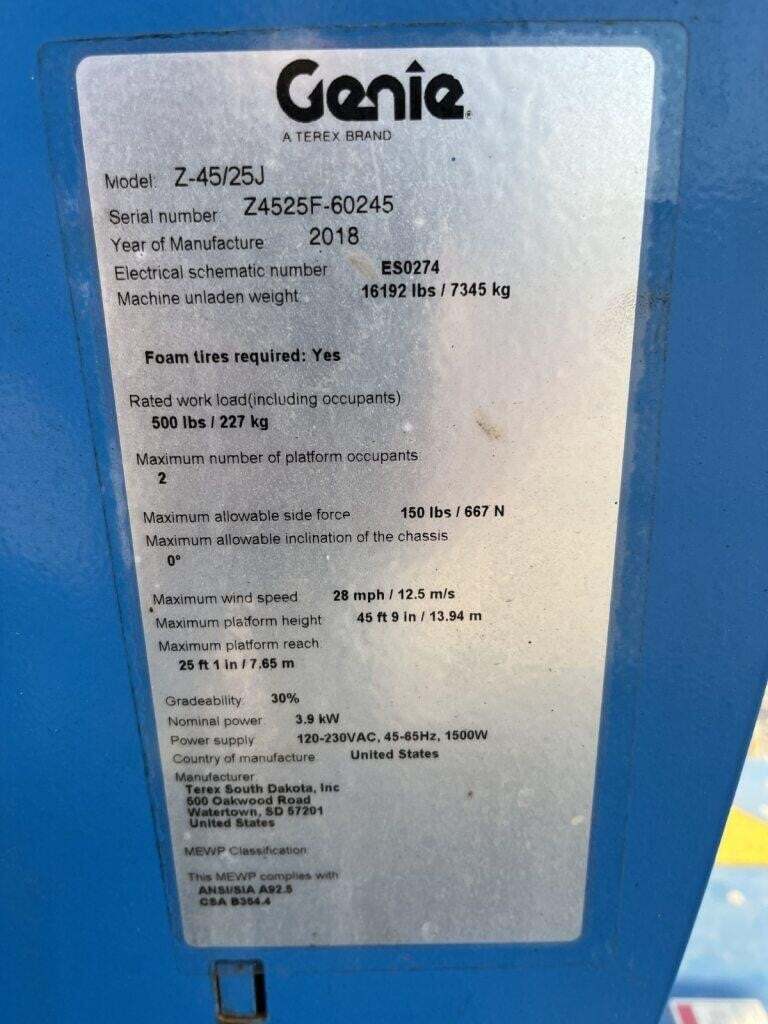 Genie
A TEREX BRAND
Model: Z-45/25J
Serial number Z4525F-60245
Year of Manufacture 2018
Electrical schematic number ES0274
Machine unladen weight 16192 lbs / 7345 kg
Foam tires required: Yes
Rated work load(including occupants)
500 lbs / 227 kg
Maximum number of platform occupants
2
Maximum allowable side force 150 lbs / 667 N
Maximum allowable inclination of the chassis
0°
Maximum wind speed 28 mph / 12.5 m/s
Maximum platform height 45 ft 9 in / 13.94 m
Maximum platform reach
25 ft 1 in / 7.65 m
Gradeability 30%
Nominal power 3.9 kW
Power supply 120-230VAC, 45-65Hz, 1500W
Country of manufacture United States
Manufacturer
Terex South Dakota, Inc
500 Oakwood Road
Watertown, SD 57201
United States
MEWP Classification
This MEWP complies with
ANSI/SIA A92.5
CSA B354.4